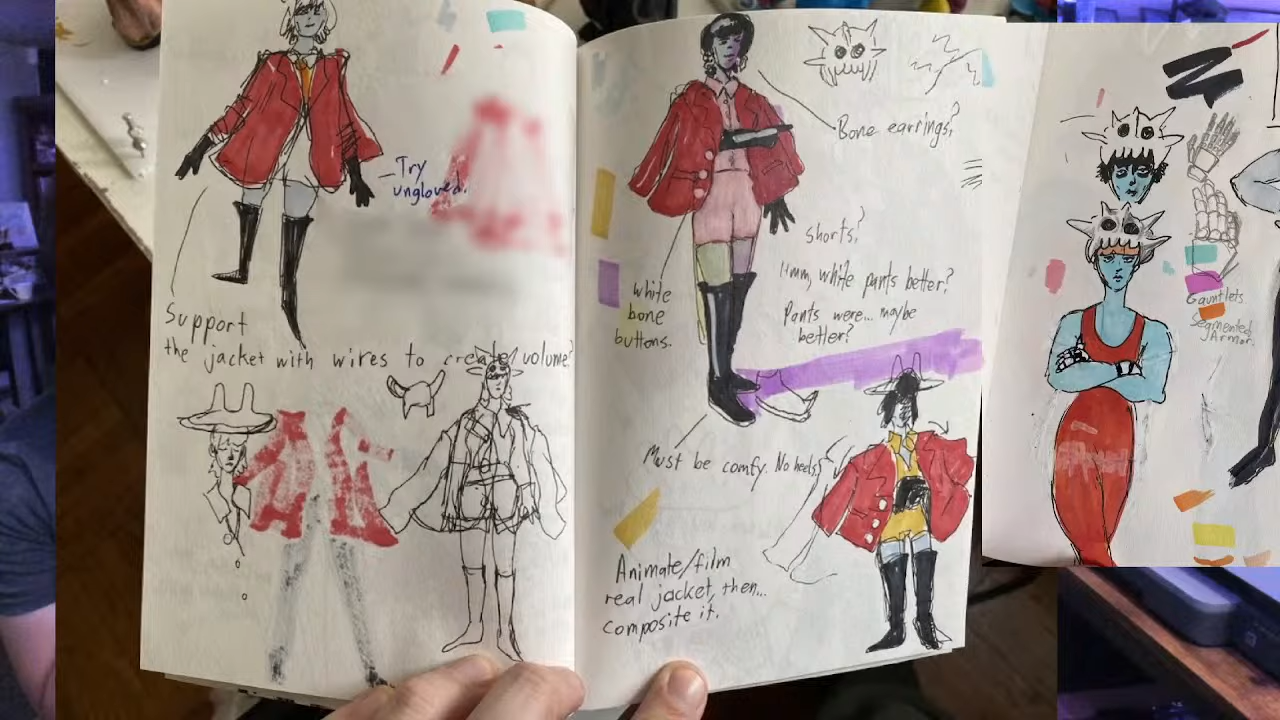 Try
ungloved.
Support
the jacket with wires to create volume?
Bone earrings?
shorts?
Hmm, white pants better?
Pants were... maybe
better?
white
bone
buttons.
Must be comfy. No heels?
Animate/film
real jacket, then...
composite it.
Gauntlets
Segmented
Armor.